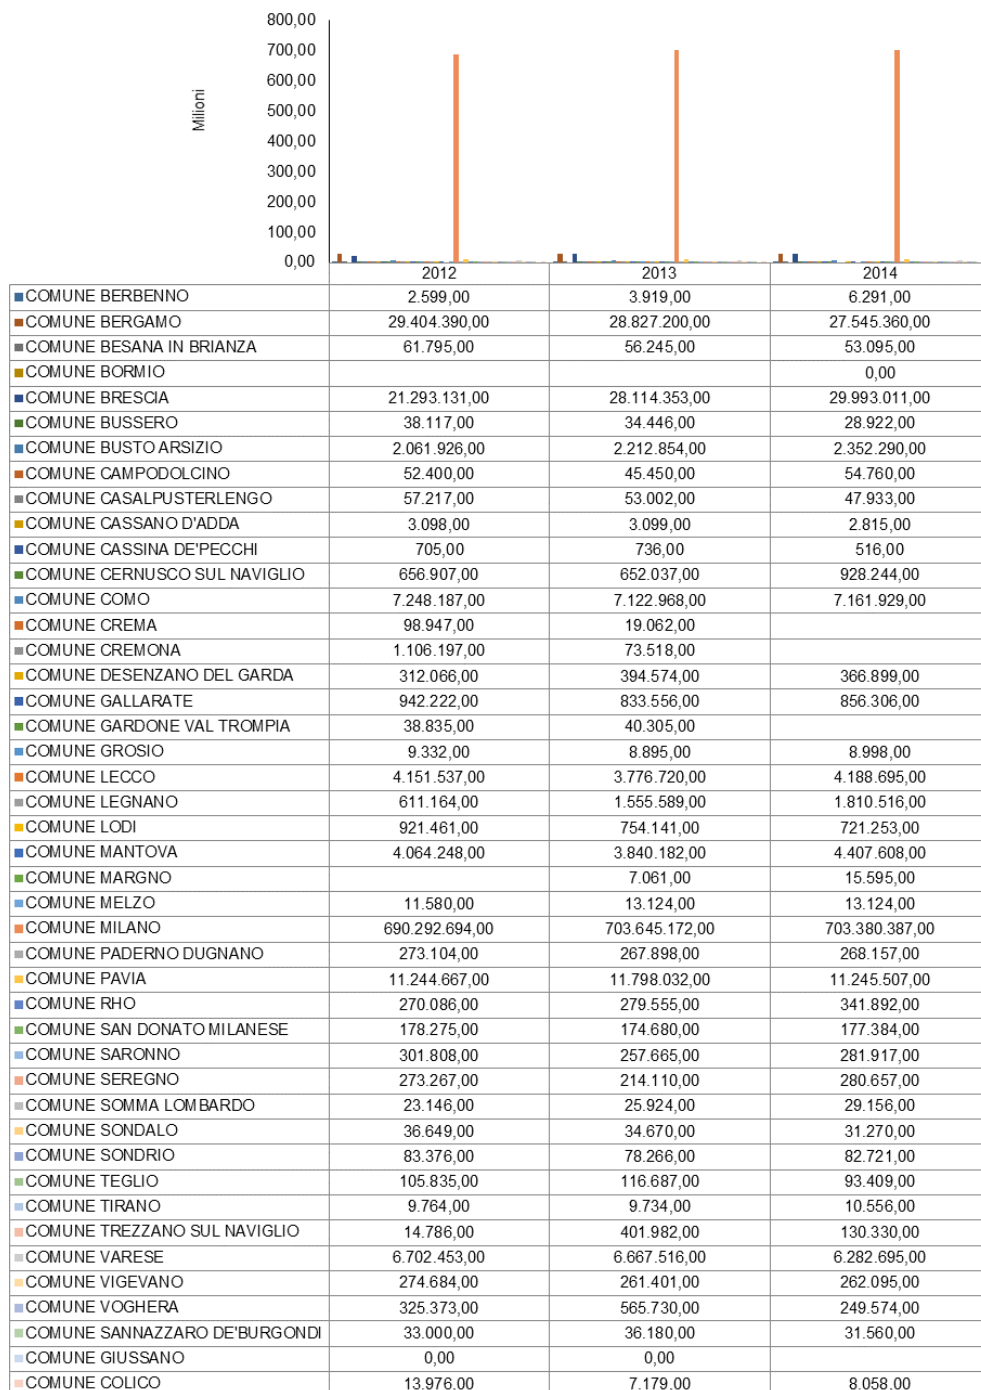 800,00
700,00
600,00
500,00
400,00
300,00
200,00
100,00
0,00
Milioni
2012 2013 2014
COMUNE BERBENNO 2.599,00 3.919,00 6.291,00
COMUNE BERGAMO 29.404.390,00 28.827.200,00 27.545.360,00
COMUNE BESANA IN BRIANZA 61.795,00 56.245,00 53.095,00
COMUNE BORMIO 0,00
COMUNE BRESCIA 21.293.131,00 28.114.353,00 29.993.011,00
COMUNE BUSSERO 38.117,00 34.446,00 28.922,00
COMUNE BUSTO ARSIZIO 2.061.926,00 2.212.854,00 2.352.290,00
COMUNE CAMPODOLCINO 52.400,00 45.450,00 54.760,00
COMUNE CASALPUSTERLENGO 57.217,00 53.002,00 47.933,00
COMUNE CASSANO D'ADDA 3.098,00 3.099,00 2.815,00
COMUNE CASSINA DE'PECCHI 705,00 736,00 516,00
COMUNE CERNUSCO SUL NAVIGLIO 656.907,00 652.037,00 928.244,00
COMUNE COMO 7.248.187,00 7.122.968,00 7.161.929,00
COMUNE CREMA 98.947,00 19.062,00
COMUNE CREMONA 1.106.197,00 73.518,00
COMUNE DESENZANO DEL GARDA 312.066,00 394.574,00 366.899,00
COMUNE GALLARATE 942.222,00 833.556,00 856.306,00
COMUNE GARDONE VAL TROMPIA 38.835,00 40.305,00
COMUNE GROSIO 9.332,00 8.895,00 8.998,00
COMUNE LECCO 4.151.537,00 3.776.720,00 4.188.695,00
COMUNE LEGNANO 611.164,00 1.555.589,00 1.810.516,00
COMUNE LODI 921.461,00 754.141,00 721.253,00
COMUNE MANTOVA 4.064.248,00 3.840.182,00 4.407.608,00
COMUNE MARGNO 7.061,00 15.595,00
COMUNE MELZO 11.580,00 13.124,00 13.124,00
COMUNE MILANO 690.292.694,00 703.645.172,00 703.380.387,00
COMUNE PADERNO DUGNANO 273.104,00 267.898,00 268.157,00
COMUNE PAVIA 11.244.667,00 11.798.032,00 11.245.507,00
COMUNE RHO 270.086,00 279.555,00 341.892,00
COMUNE SAN DONATO MILANESE 178.275,00 174.680,00 177.384,00
COMUNE SARONNO 301.808,00 257.665,00 281.917,00
COMUNE SEREGNO 273.267,00 214.110,00 280.657,00
COMUNE SOMMA LOMBARDO 23.146,00 25.924,00 29.156,00
COMUNE SONDALO 36.649,00 34.670,00 31.270,00
COMUNE SONDRIO 83.376,00 78.266,00 82.721,00
COMUNE TEGLIO 105.835,00 116.687,00 93.409,00
COMUNE TIRANO 9.764,00 9.734,00 10.556,00
COMUNE TREZZANO SUL NAVIGLIO 14.786,00 401.982,00 130.330,00
COMUNE VARESE 6.702.453,00 6.667.516,00 6.282.695,00
COMUNE VIGEVANO 274.684,00 261.401,00 262.095,00
COMUNE VOGHERA 325.373,00 565.730,00 249.574,00
COMUNE SANNAZZARO DE'BURGONDI 33.000,00 36.180,00 31.560,00
COMUNE GIUSSANO 0,00 0,00
COMUNE COLICO 13.976,00 7.179,00 8.058,00